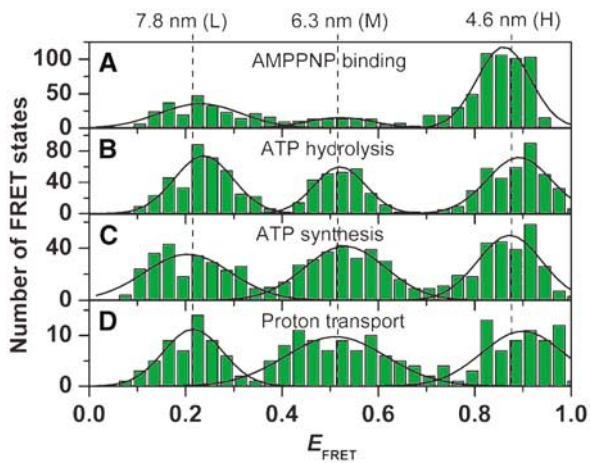 7.8 nm (L) 6.3 nm (M) 4.6 nm (H)
A AMPPNP binding
B ATP hydrolysis
C ATP synthesis
D Proton transport
Number of FRET states
100
50
0
80
40
0
40
0
10
0
0.0 0.2 0.4 0.6 0.8 1.0
E_FRET